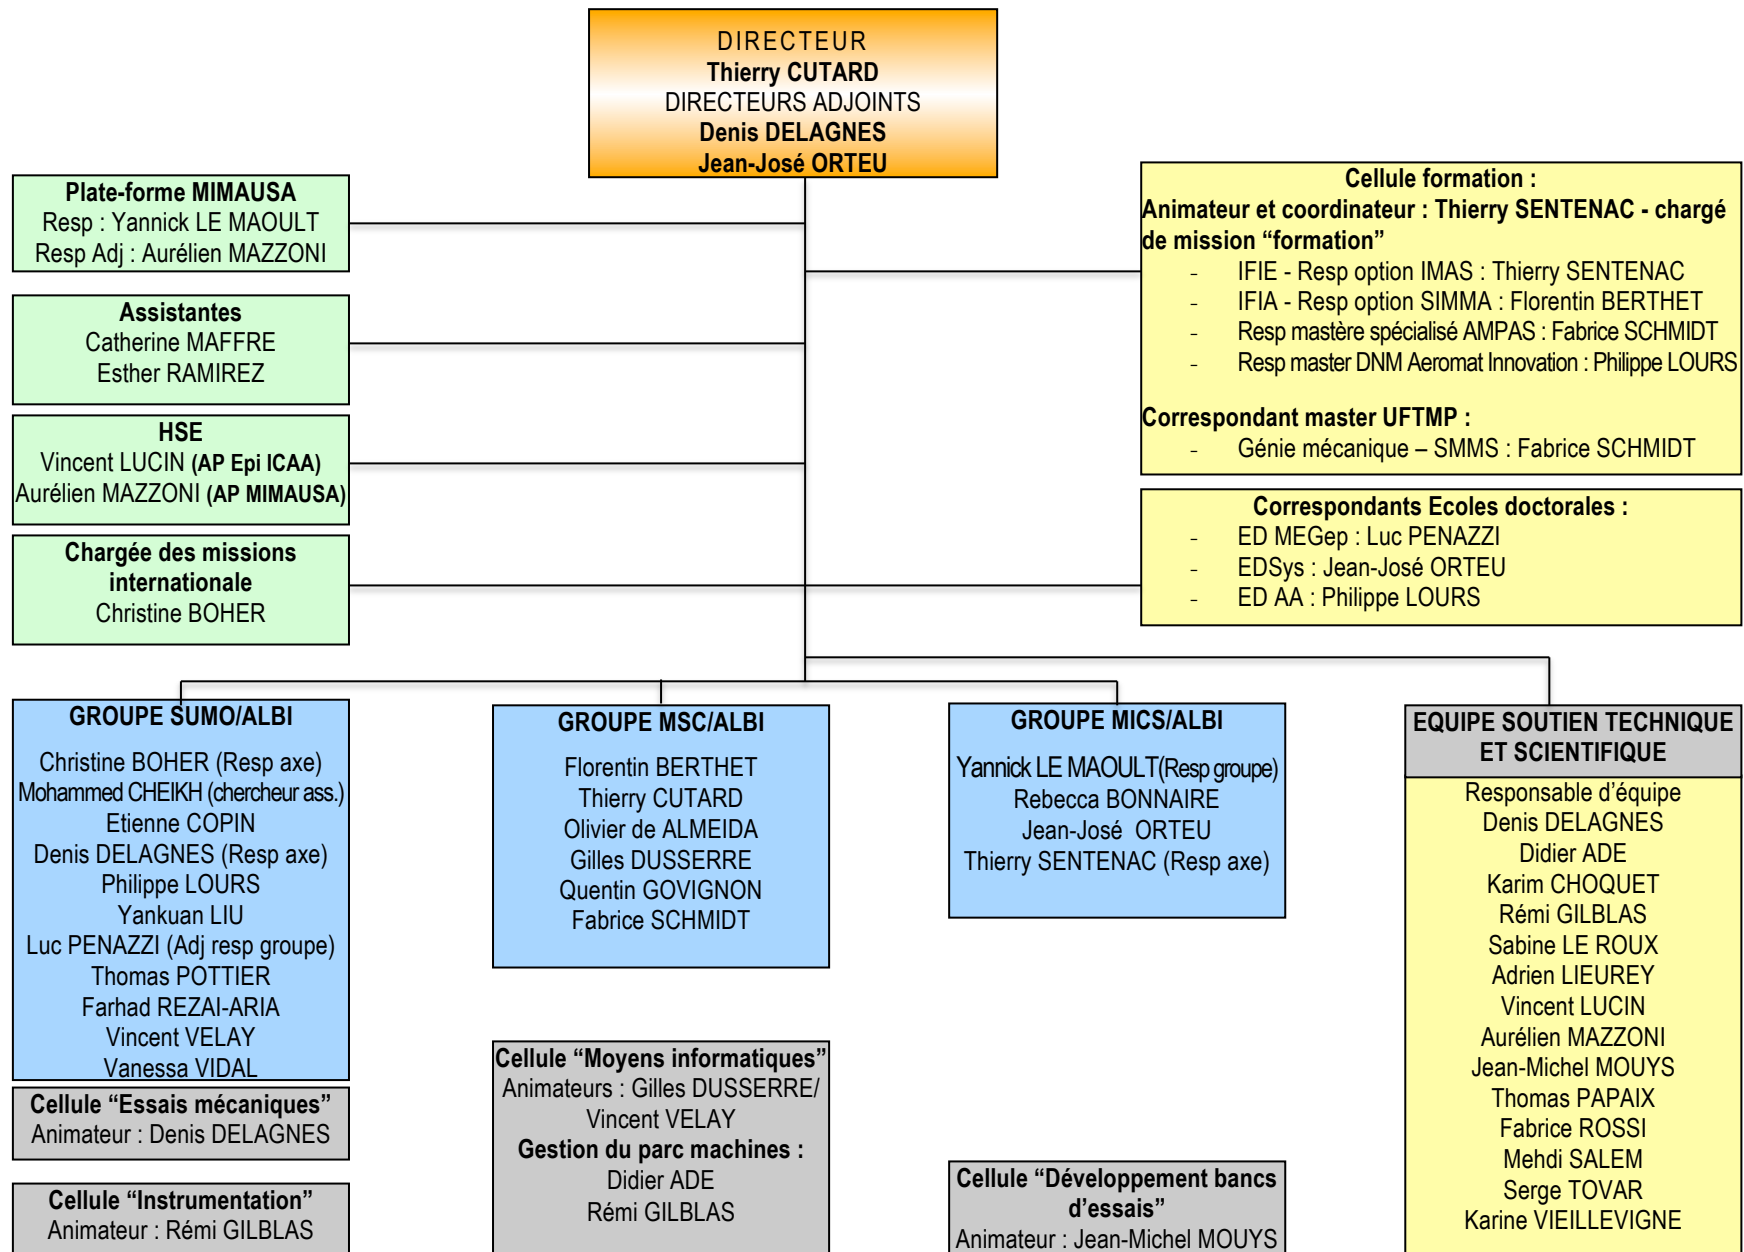 DIRECTEUR
Thierry CUTARD
DIRECTEURS ADJOINTS
Denis DELAGNES
Jean-José ORTEU
Plate-forme MIMAUSA
Resp : Yannick LE MAOULT
Resp Adj : Aurélien MAZZONI
Assistantes
Catherine MAFFRE
Esther RAMIREZ
HSE
Vincent LUCIN (AP Epi ICAA)
Aurélien MAZZONI (AP MIMAUSA)
Chargée des missions
internationale
Christine BOHER
Cellule formation :
Animateur et coordinateur : Thierry SENTENAC - chargé
de mission “formation”
- IFIE - Resp option IMAS : Thierry SENTENAC
- IFIA - Resp option SIMMA : Florentin BERTHET
- Resp mastère spécialisé AMPAS : Fabrice SCHMIDT
- Resp master DNM Aeromat Innovation : Philippe LOURS
Correspondant master UFTMP :
- Génie mécanique – SMMS : Fabrice SCHMIDT
Correspondants Ecoles doctorales :
- ED MEGep : Luc PENAZZI
- EDSys : Jean-José ORTEU
- ED AA : Philippe LOURS
GROUPE SUMO/ALBI
Christine BOHER (Resp axe)
Mohammed CHEIKH (chercheur ass.)
Etienne COPIN
Denis DELAGNES (Resp axe)
Philippe LOURS
Yankuan LIU
Luc PENAZZI (Adj resp groupe)
Thomas POTTIER
Farhad REZAI-ARIA
Vincent VELAY
Vanessa VIDAL
Cellule “Essais mécaniques”
Animateur : Denis DELAGNES
Cellule “Instrumentation”
Animateur : Rémi GILBLAS
GROUPE MSC/ALBI
Florentin BERTHET
Thierry CUTARD
Olivier de ALMEIDA
Gilles DUSSERRE
Quentin GOVIGNON
Fabrice SCHMIDT
Cellule “Moyens informatiques”
Animateurs : Gilles DUSSERRE/
Vincent VELAY
Gestion du parc machines :
Didier ADE
Rémi GILBLAS
GROUPE MICS/ALBI
Yannick LE MAOULT(Resp groupe)
Rebecca BONNAIRE
Jean-José ORTEU
Thierry SENTENAC (Resp axe)
Cellule “Développement bancs
d’essais”
Animateur : Jean-Michel MOUYS
EQUIPE SOUTIEN TECHNIQUE
ET SCIENTIFIQUE
Responsable d’équipe
Denis DELAGNES
Didier ADE
Karim CHOQUET
Rémi GILBLAS
Sabine LE ROUX
Adrien LIEUREY
Vincent LUCIN
Aurélien MAZZONI
Jean-Michel MOUYS
Thomas PAPAIX
Fabrice ROSSI
Mehdi SALEM
Serge TOVAR
Karine VIEILLEVIGNE